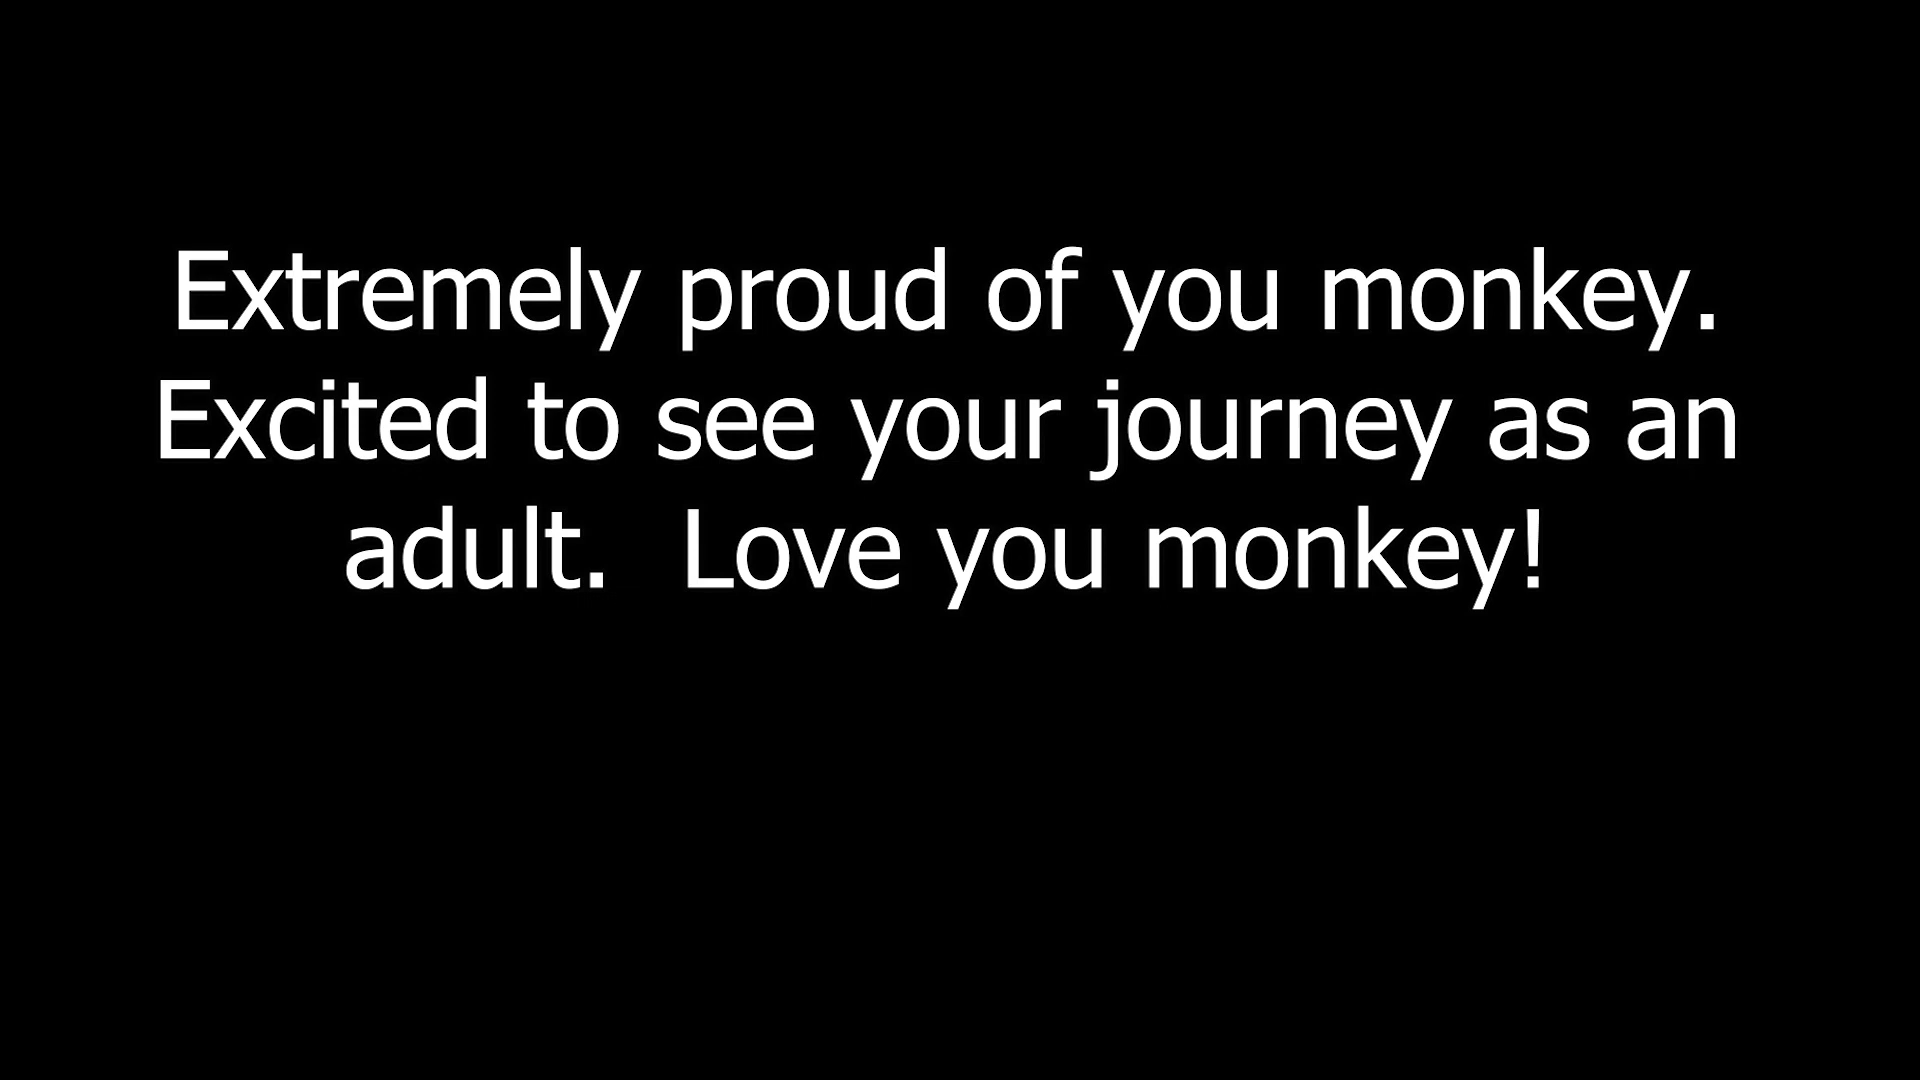 Extremely proud of you monkey.
Excited to see your journey as an
adult.  Love you monkey!